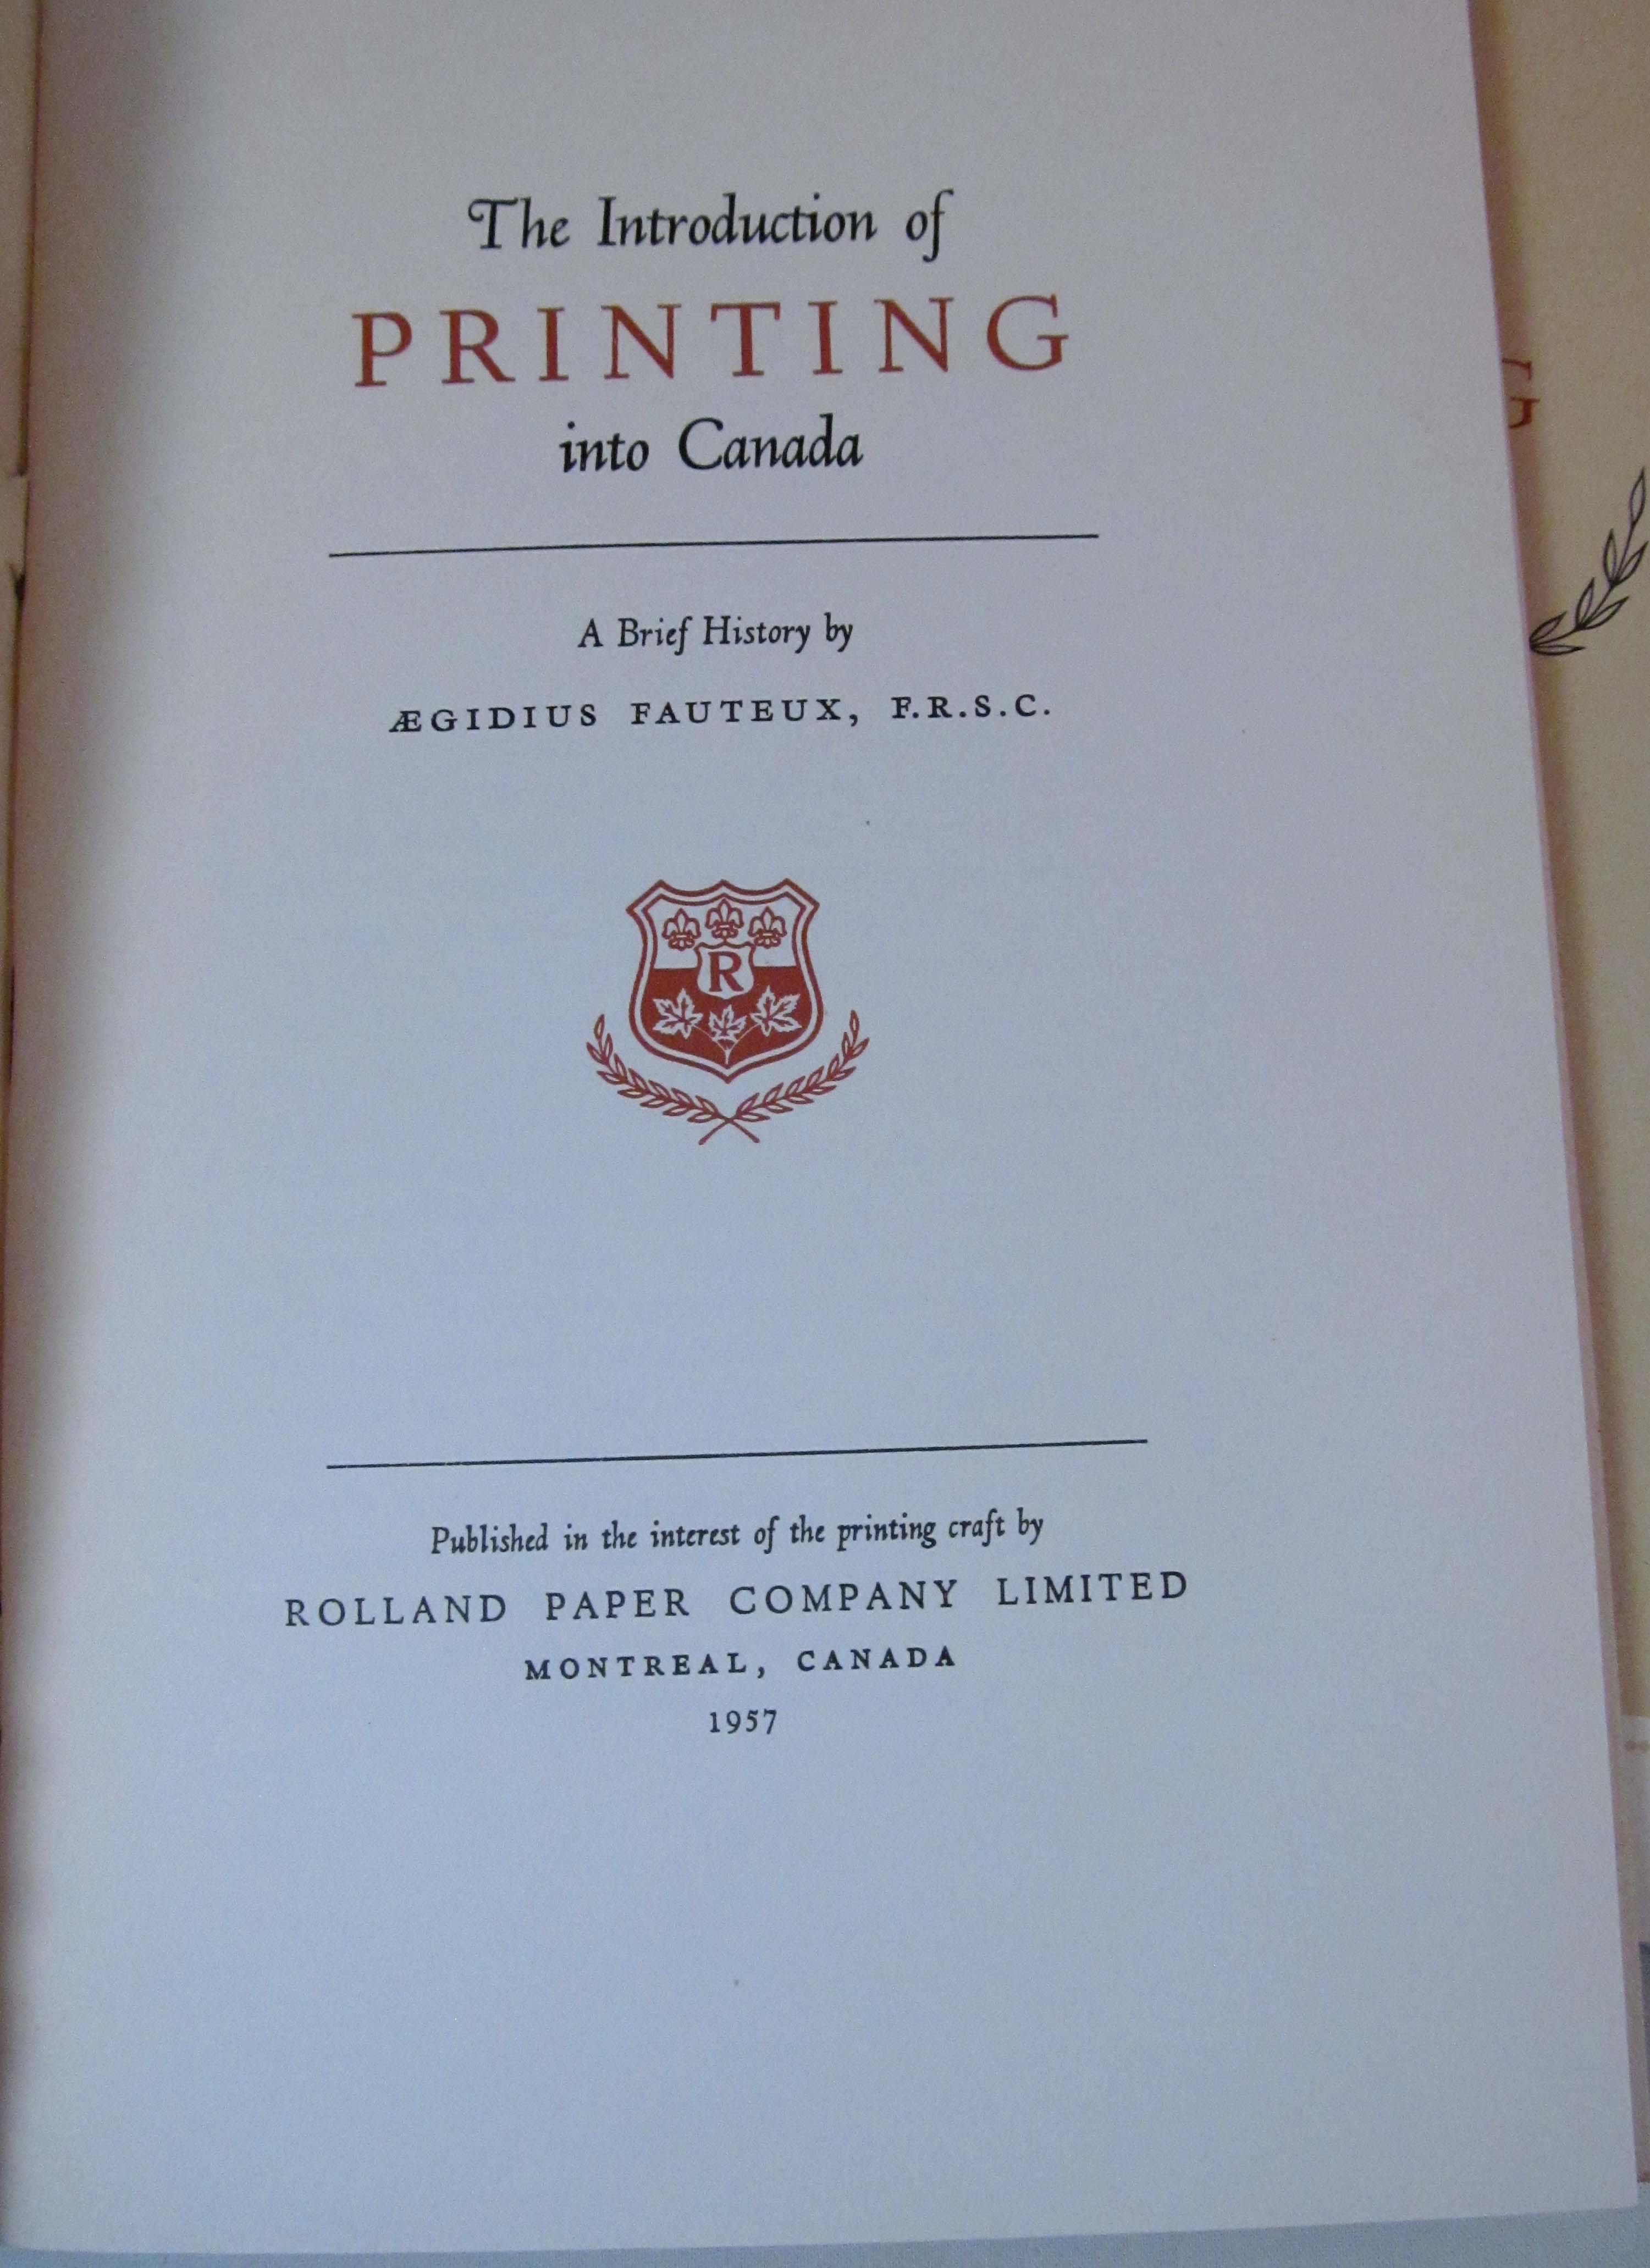 The Introduction of
PRINTING
into Canada
A Brief History by
ÆGIDIUS FAUTEUX, F.R.S.C.
R
Published in the interest of the printing craft by
ROLLAND PAPER COMPANY LIMITED
MONTREAL, CANADA
1957
G